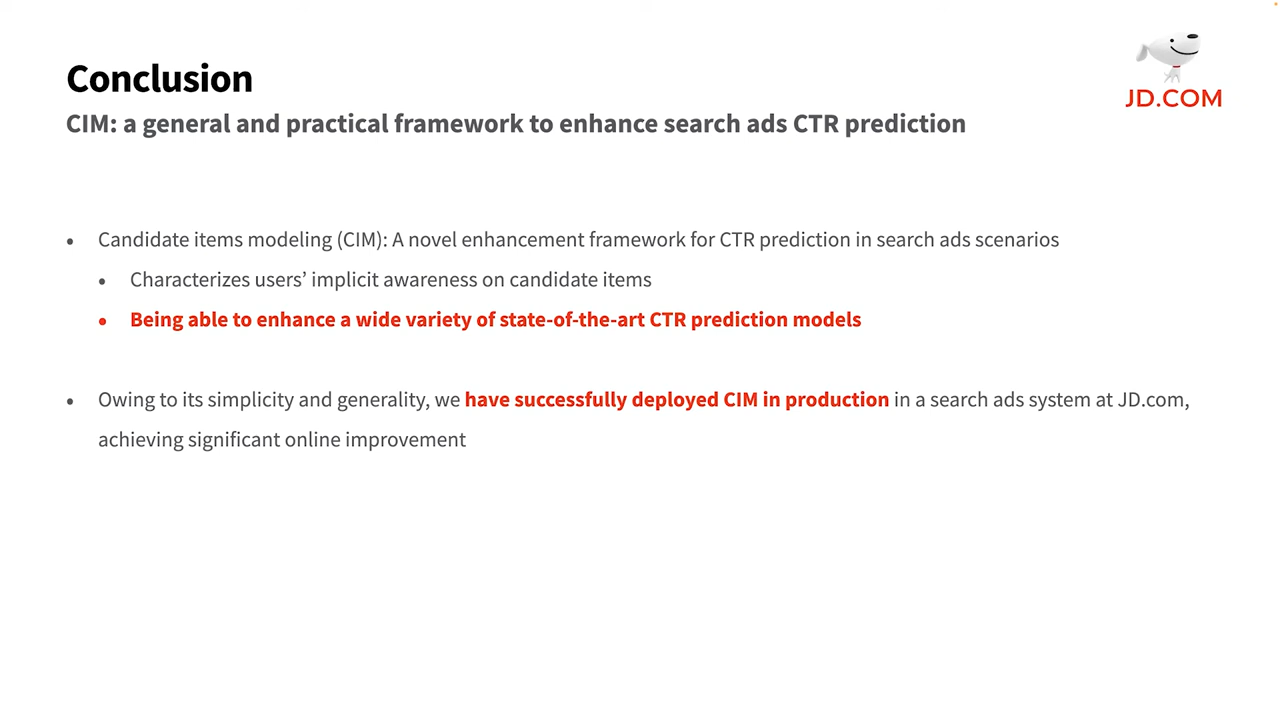 Conclusion
JD.COM
CIM: a general and practical framework to enhance search ads CTR prediction
• Candidate items modeling (CIM): A novel enhancement framework for CTR prediction in search ads scenarios
• Characterizes users’ implicit awareness on candidate items
• Being able to enhance a wide variety of state-of-the-art CTR prediction models
• Owing to its simplicity and generality, we have successfully deployed CIM in production in a search ads system at JD.com,
achieving significant online improvement